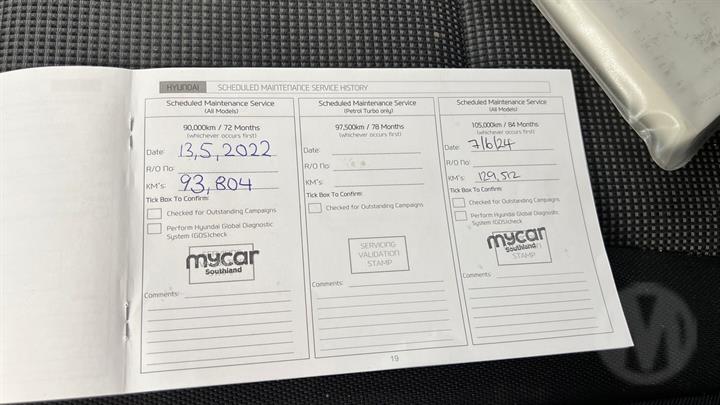 HYUNDAI SCHEDULED MAINTENANCE SERVICE HISTORY
Scheduled Maintenance Service
(All Models)
90,000km / 72 Months
(whichever occurs first)
Date: 13,5,2022
R/O No:
KM's: 93,804
Tick Box To Confirm:
Checked for Outstanding Campaigns
Perform Hyundai Global Diagnostic
System (GDS)check
mycar
Southland
Comments:
Scheduled Maintenance Service
(Petrol Turbo only)
97,500km / 78 Months
(whichever occurs first)
Date:
R/O No:
KM's:
Tick Box To Confirm:
Checked for Outstanding Campaigns
SERVICING
VALIDATION
STAMP
Comments:
Scheduled Maintenance Service
(All Models)
105,000km / 84 Months
(whichever occurs first)
Date: 7/6/24
R/O No:
KM's: 129,512
Tick Box To Confirm:
Checked for Outstanding Campaigns
Perform Hyundai Global Diagnostic
System (GDS)check
mycar
Southland
STAMP
Comments:
19